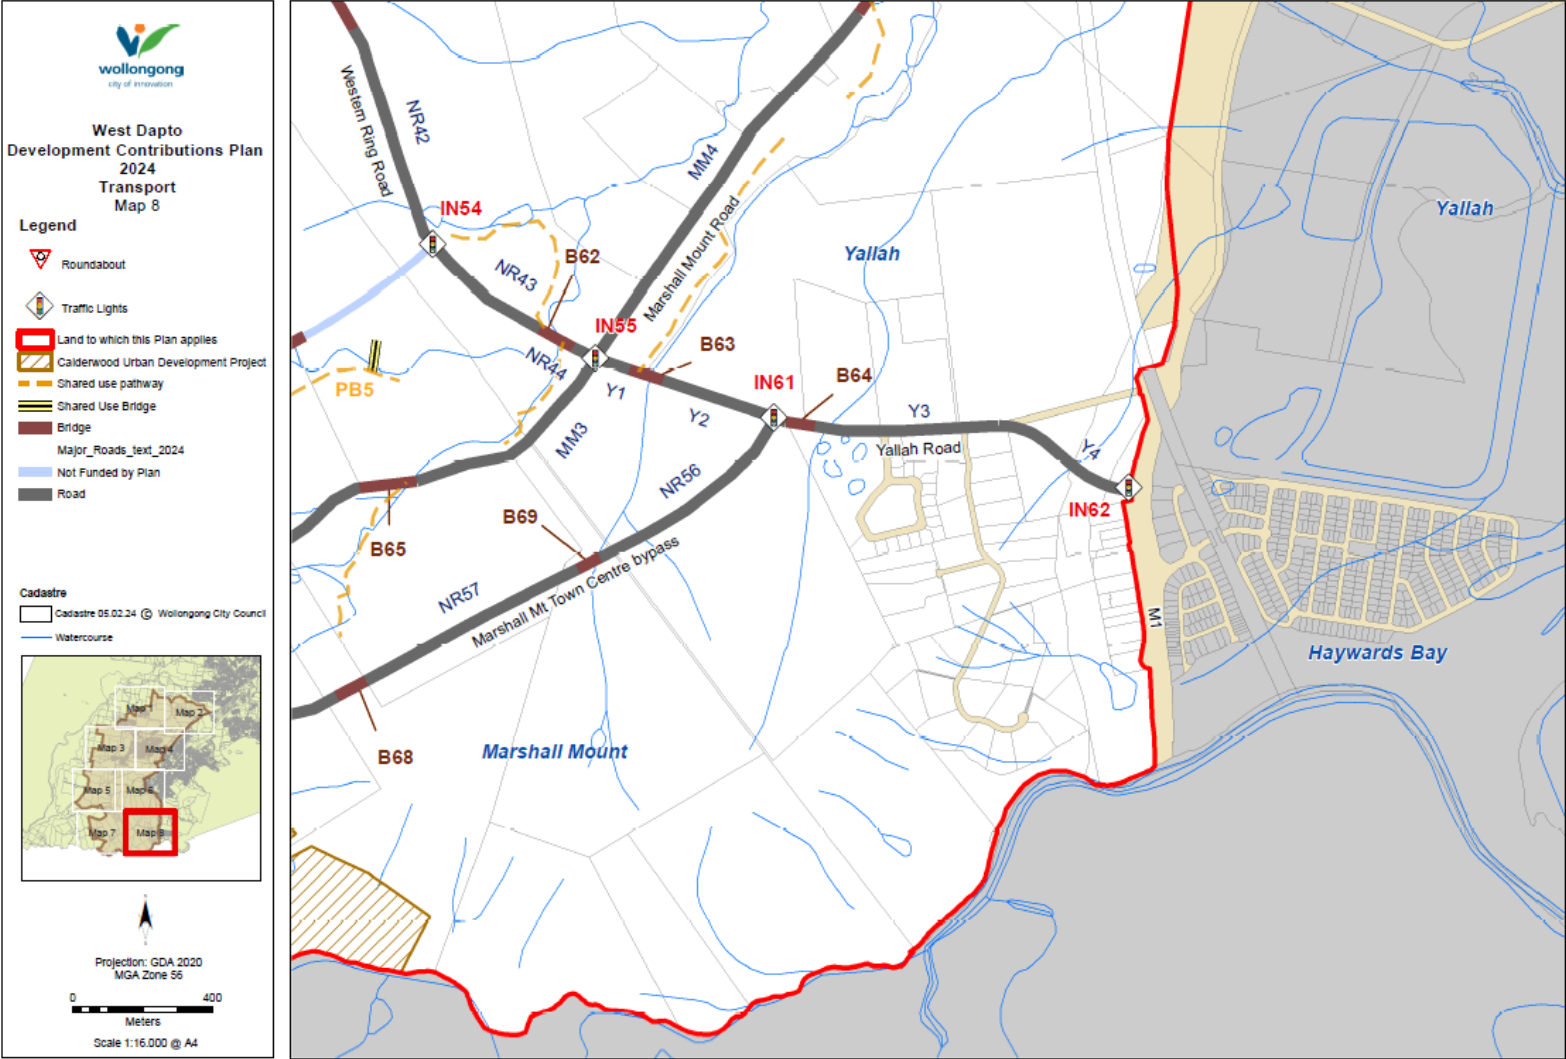 wollongong
city of innovation
West Dapto
Development Contributions Plan
2024
Transport
Map 8
Legend
Roundabout
Traffic Lights
Land to which this Plan applies
Calderwood Urban Development Project
Shared use pathway
Shared Use Bridge
Bridge
Major_Roads_text_2024
Not Funded by Plan
Road
Cadastre
Cadastre 05.02.24 © Wollongong City Council
Watercourse
Map
Map 2
Map 3
Map 4
Map 5
Map 6
Map 7
Map 8
Projection: GDA 2020
MGA Zone 56
0 400
Meters
Scale 1:16.000 @ A4
Western Ring Road
NR42
IN54
NR43
B62
MM4
Marshall Mount Road
Yallah
Yallah
IN55
NR44
B63
Y1
PB5
IN61
B64
Y2
Y3
MM3
Yallah Road
Y4
NR56
IN62
B69
B65
Marshall Mt Town Centre bypass
NR57
M1
Haywards Bay
B68
Marshall Mount